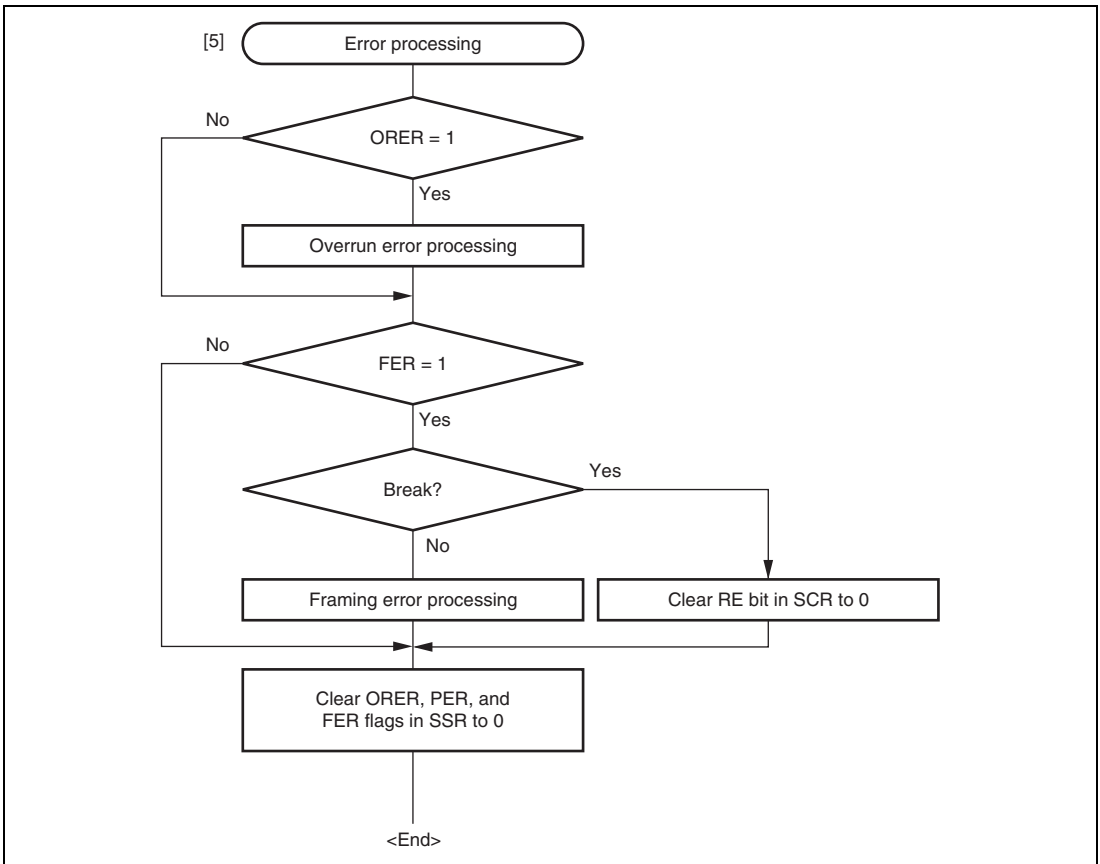 [5]
Error processing
No
ORER = 1
Yes
Overrun error processing
No
FER = 1
Yes
Break?
Yes
No
Framing error processing
Clear RE bit in SCR to 0
Clear ORER, PER, and
FER flags in SSR to 0
<End>